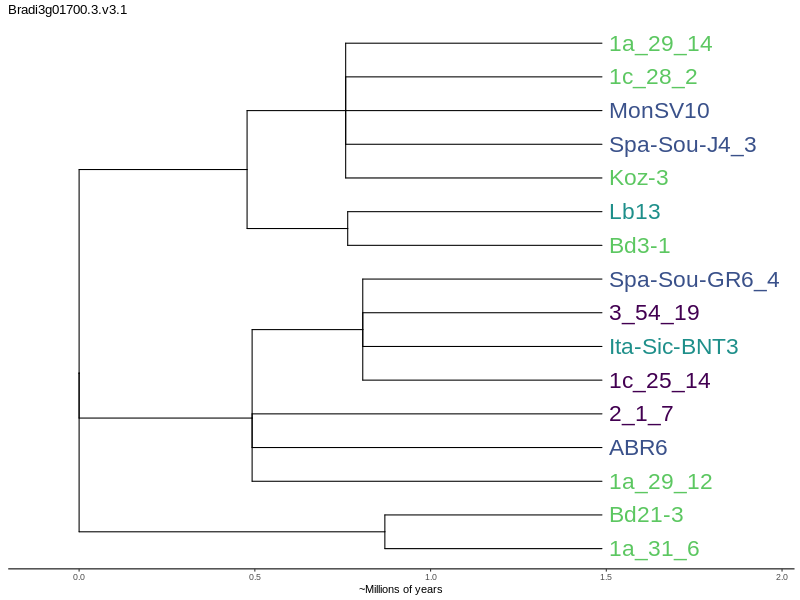 Bradi3g01700.3.v3.1
1a_29_14
1c_28_2
MonSV10
Spa-Sou-J4_3
Koz-3
Lb13
Bd3-1
Spa-Sou-GR6_4
3_54_19
Ita-Sic-BNT3
1c_25_14
2_1_7
ABR6
1a_29_12
Bd21-3
1a_31_6
0.0 0.5 1.0 1.5 2.0
~Millions of years